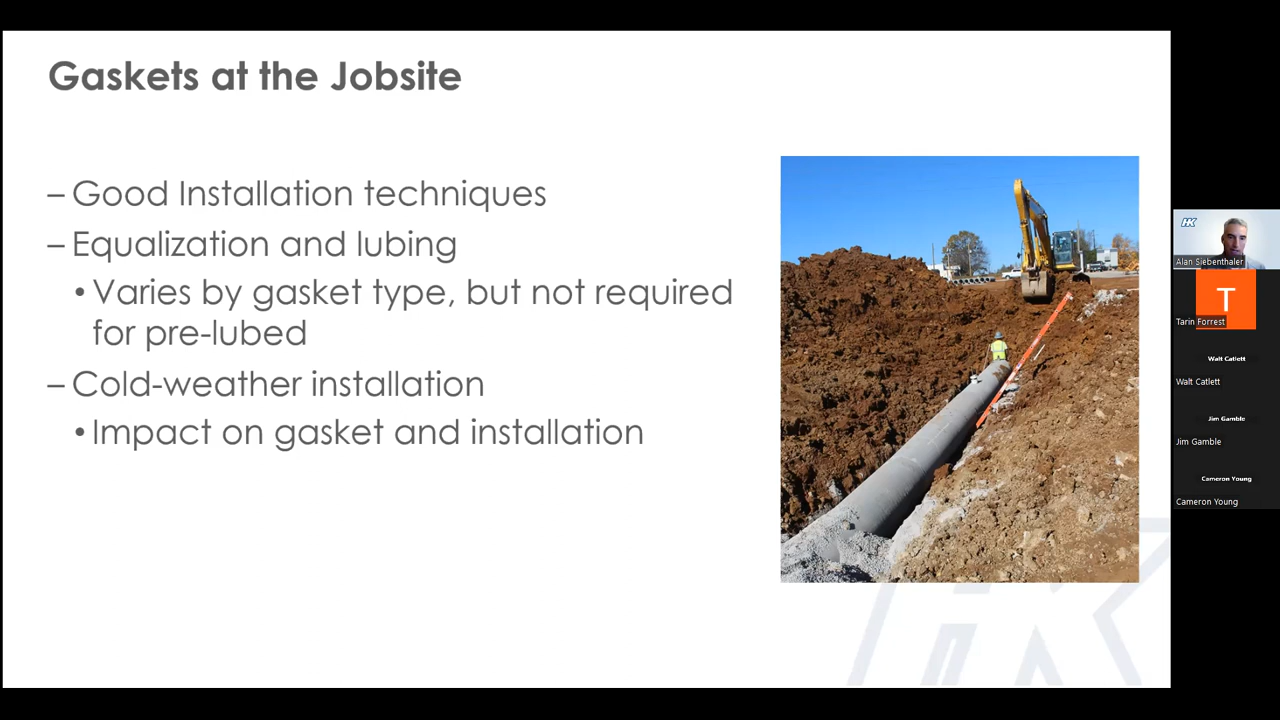 Gaskets at the Jobsite
– Good Installation techniques
– Equalization and lubing
• Varies by gasket type, but not required
for pre-lubed
– Cold-weather installation
• Impact on gasket and installation
HK
Alan Siebenthaler
T
Tarin Forrest
Walt Catlett
Walt Catlett
Jim Gamble
Jim Gamble
Cameron Young
Cameron Young
HK